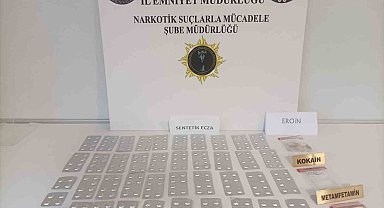 İL EMNİYET MÜDÜRLÜĞÜ
NARKOTİK SUÇLARLA MÜCADELE
ŞUBE MÜDÜRLÜĞÜ
SENTETİK ECZA
EROİN
KOKAİN
METAMFETAMİN